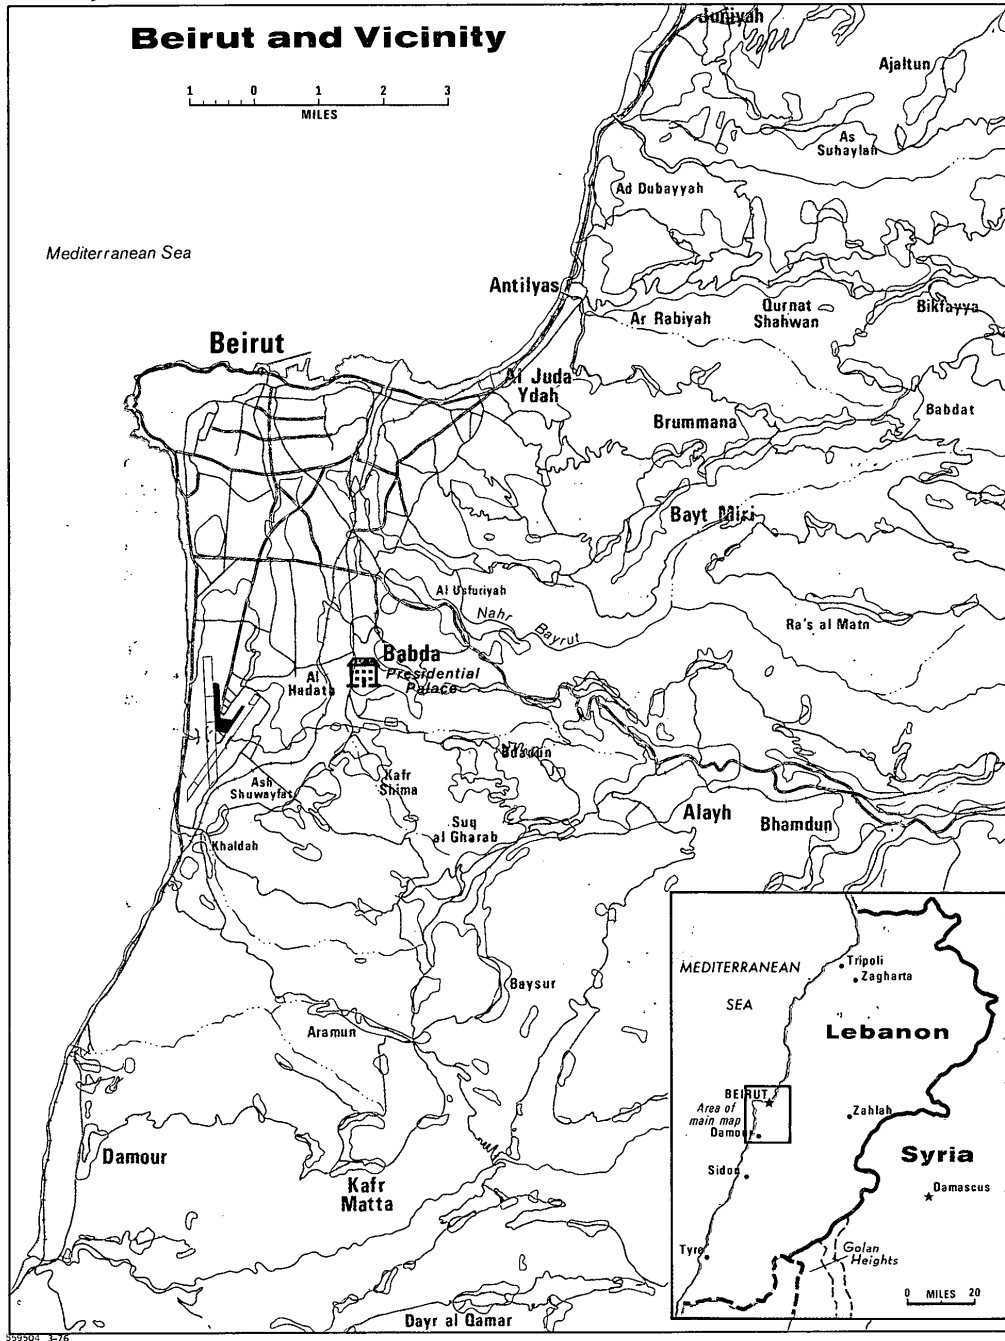 Beirut and Vicinity
1 0 1 2 3
MILES
Juniyah
Ajaltun
As
Suhaylah
Ad Dubayyah
Mediterranean Sea
Antilyas
Ar Rabiyah
Qurnat
Shahwan
Bikfayya
Beirut
Al Juda
Ydah
Babdat
Brummana
Bayt Miri
Al Usfuriyah
Nahr
Bayrut
Ra's al Matn
Babda
Presidential
Palace
Al
Hadata
Bdadun
Kafr
Shima
Ash
Shuwayfat
Suq
al Gharab
Alayh
Bhamdun
Khaldah
Baysur
Aramun
Damour
Kafr
Matta
Dayr al Qamar
MEDITERRANEAN
SEA
Tripoli
Zagharta
Lebanon
BEIRUT
Area of
main map
Damour
Zahlah
Syria
Sidon
Damascus
Tyre
Golan
Heights
0 MILES 20
559504 3-76